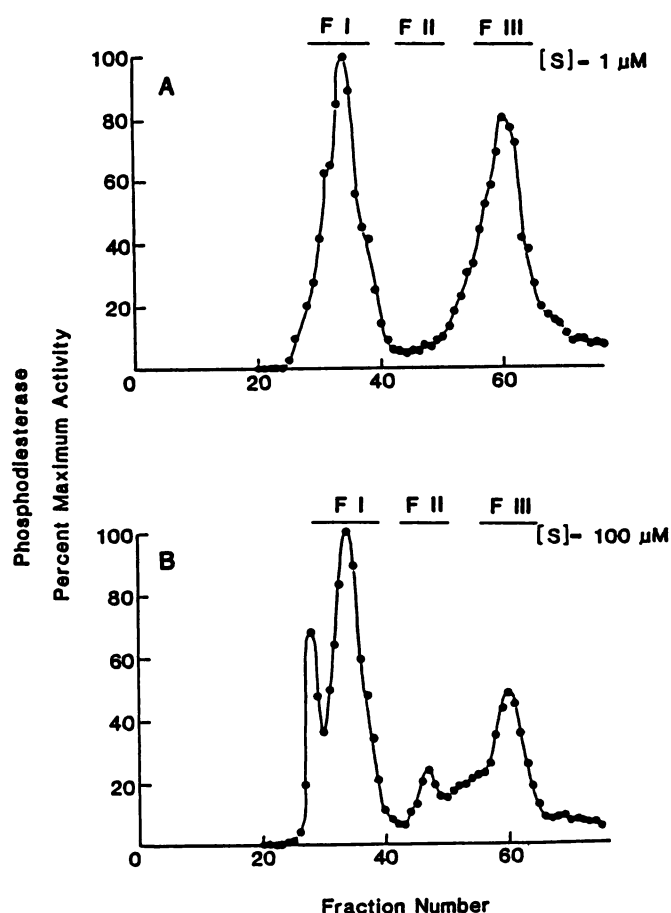 F I F II F III
[S]= 1 µM
A
100
80
60
40
20
0 20 40 60
Phosphodiesterase
Percent Maximum Activity
F I F II F III
[S]= 100 µM
B
100
80
60
40
20
0 20 40 60
Fraction Number